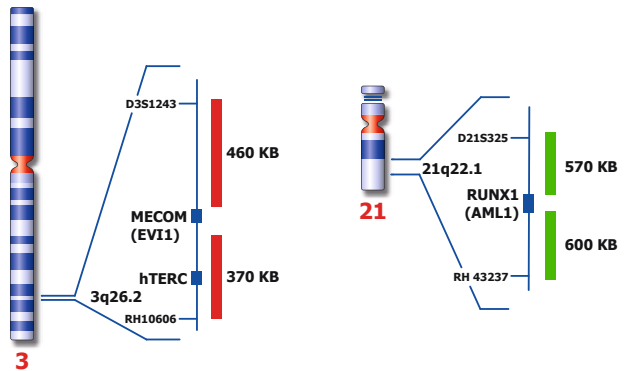 D3S1243
460 KB
MECOM
(EVI1)
hTERC
370 KB
3q26.2
RH10606
3
D21S325
570 KB
21q22.1
RUNX1
(AML1)
21
600 KB
RH 43237